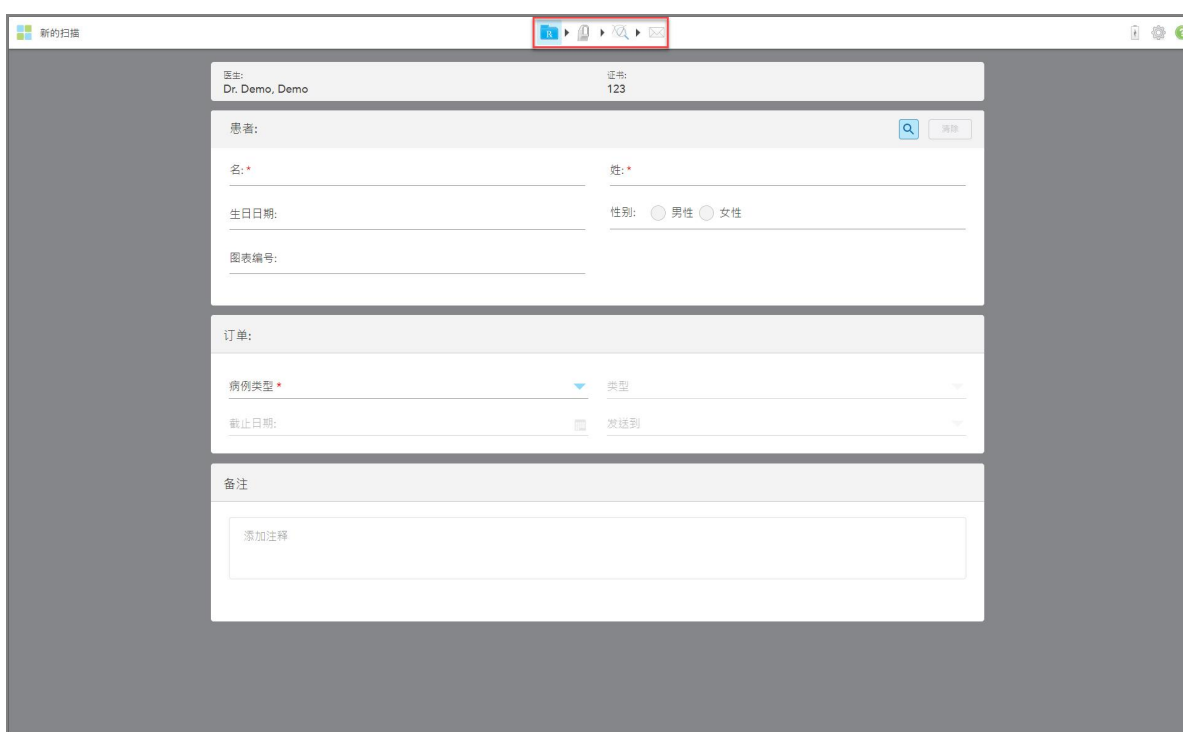 新的扫描
R
医生: 证书:
Dr. Demo, Demo 123
患者: 清除
名:* 姓:*
生日日期: 性别: 男性 女性
图表编号:
订单:
病例类型* 类型
截止日期: 发送到
备注
添加注释